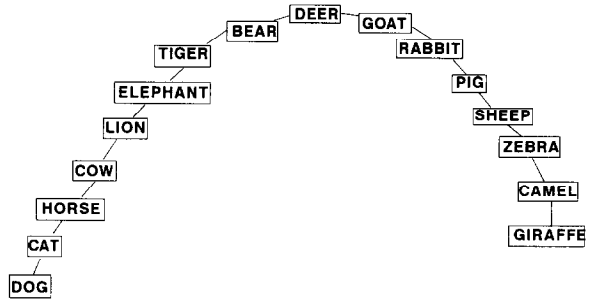 DEER
GOAT
BEAR
RABBIT
TIGER
PIG
ELEPHANT
SHEEP
LION
ZEBRA
COW
CAMEL
HORSE
GIRAFFE
CAT
DOG